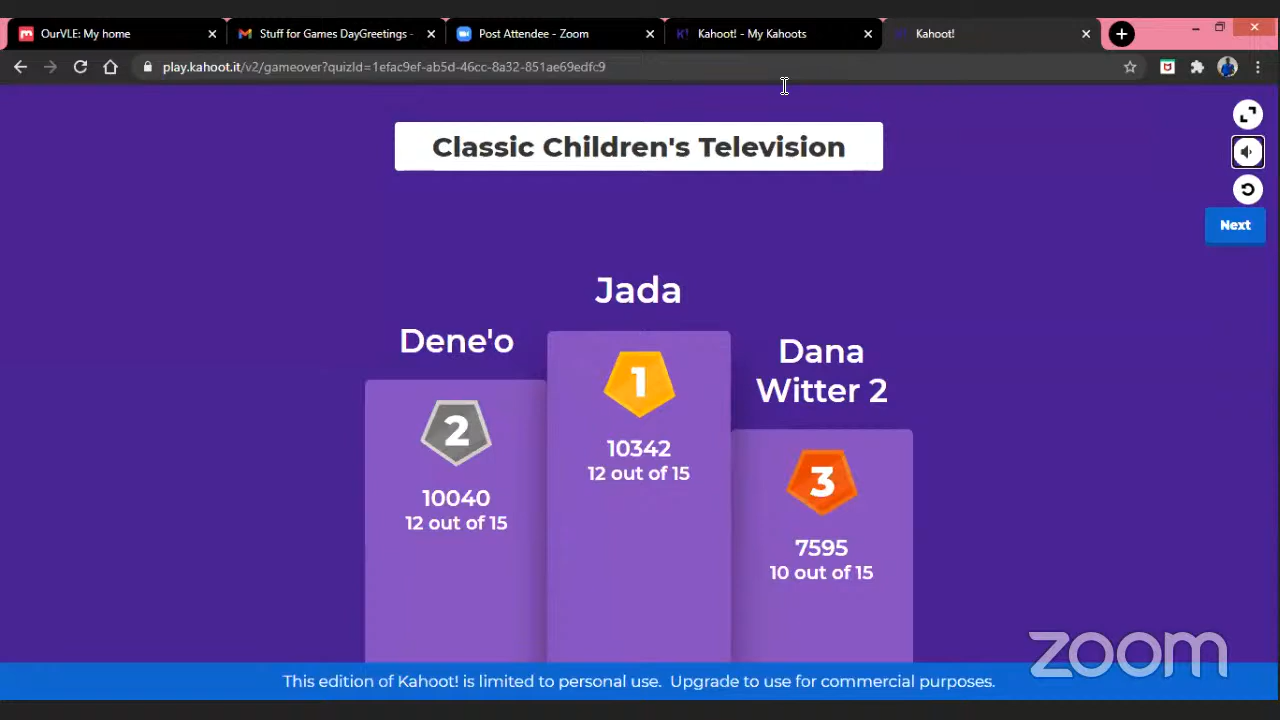 OurVLE: My home
Stuff for Games DayGreetings -
Post Attendee - Zoom
Kahoot! - My Kahoots
Kahoot!
play.kahoot.it/v2/gameover?quizId=1efac9ef-ab5d-46cc-8a32-851ae69edfc9
Classic Children's Television
Next
Jada
Dene'o
Dana
Witter 2
1
10342
12 out of 15
2
10040
12 out of 15
3
7595
10 out of 15
zoom
This edition of Kahoot! is limited to personal use. Upgrade to use for commercial purposes.